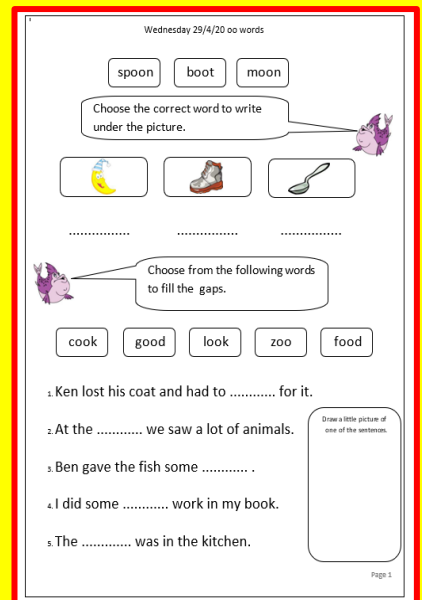 Wednesday 29/4/20 oo words
spoon boot moon
Choose the correct word to write
under the picture.
................ ................ ................
Choose from the following words
to fill the gaps.
cook good look zoo food
1. Ken lost his coat and had to ............ for it.
2. At the ............ we saw a lot of animals.
3. Ben gave the fish some ............ .
4. I did some ............ work in my book.
5. The ............. was in the kitchen.
Draw a little picture of
one of the sentences.
Page 1